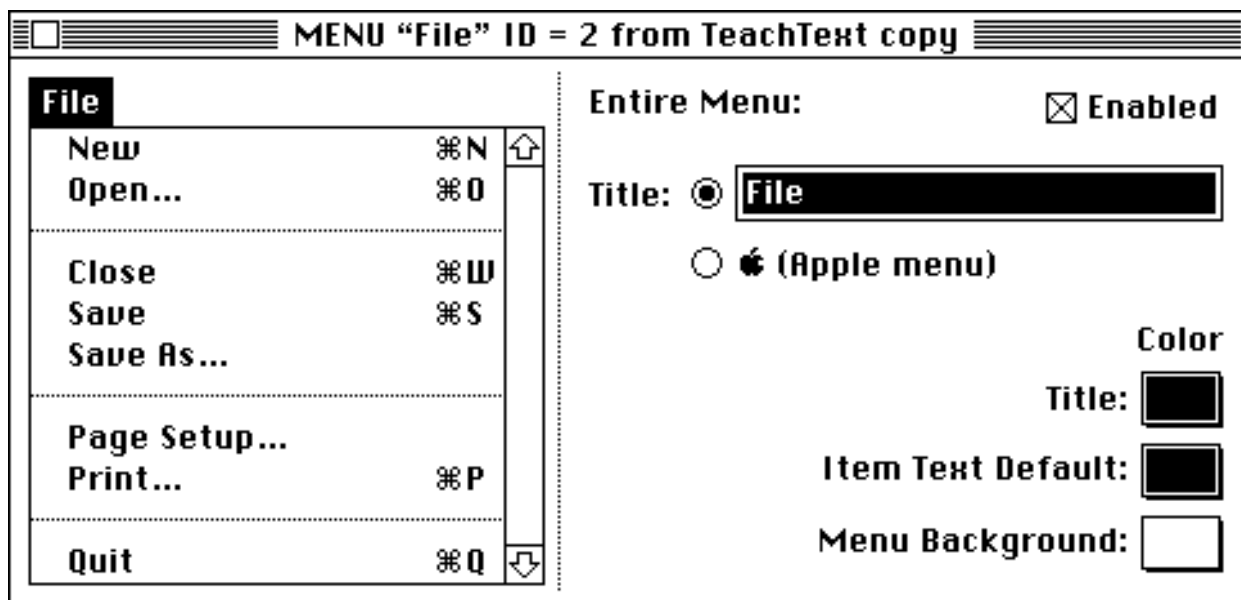 MENU “File” ID = 2 from TeachText copy
File
New ⌘N
Open... ⌘O
Close ⌘W
Save ⌘S
Save As...
Page Setup...
Print... ⌘P
Quit ⌘Q
Entire Menu: Enabled
Title: File
 (Apple menu)
Color
Title:
Item Text Default:
Menu Background: